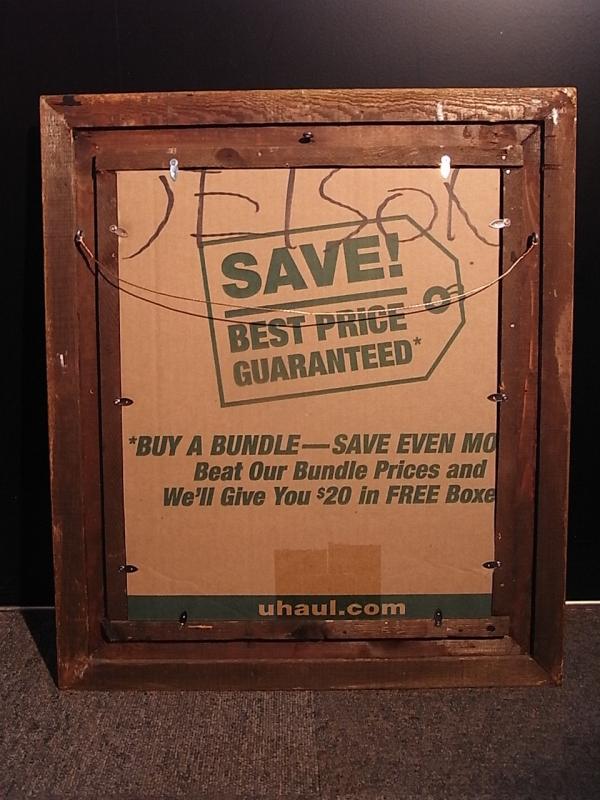 JEISON
SAVE!
BEST PRICE
GUARANTEED*
*BUY A BUNDLE—SAVE EVEN MO
Beat Our Bundle Prices and
We'll Give You $20 in FREE Boxe
uhaul.com